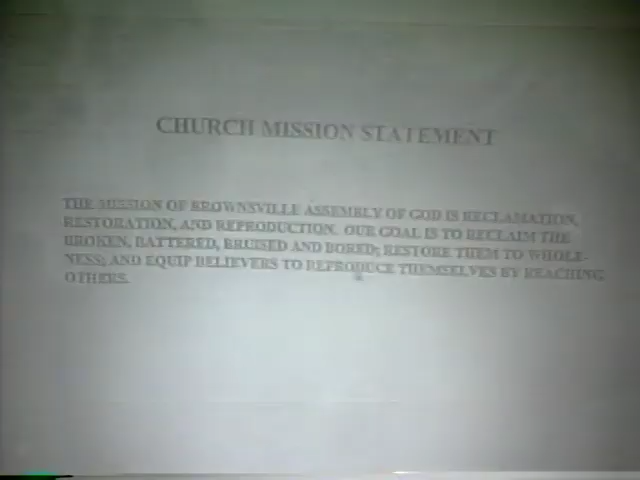 CHURCH MISSION STATEMENT
THE MISSION OF BROWNSVILLE ASSEMBLY OF GOD IS RECLAMATION,
RESTORATION, AND REPRODUCTION. OUR GOAL IS TO RECLAIM THE
BROKEN, BATTERED, BRUISED AND BORED; RESTORE THEM TO WHOLE-
NESS; AND EQUIP BELIEVERS TO REPRODUCE THEMSELVES BY REACHING
OTHERS.